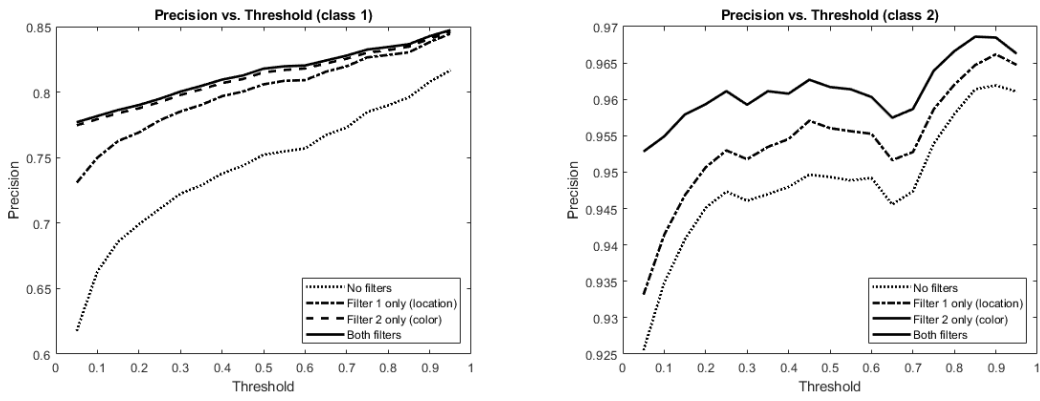 Precision vs. Threshold (class 1)
0.85
0.8
0.75
0.7
0.65
0.6
Precision
0 0.1 0.2 0.3 0.4 0.5 0.6 0.7 0.8 0.9 1
Threshold
No filters
Filter 1 only (location)
Filter 2 only (color)
Both filters
Precision vs. Threshold (class 2)
0.97
0.965
0.96
0.955
0.95
0.945
0.94
0.935
0.93
0.925
Precision
0 0.1 0.2 0.3 0.4 0.5 0.6 0.7 0.8 0.9 1
Threshold
No filters
Filter 1 only (location)
Filter 2 only (color)
Both filters